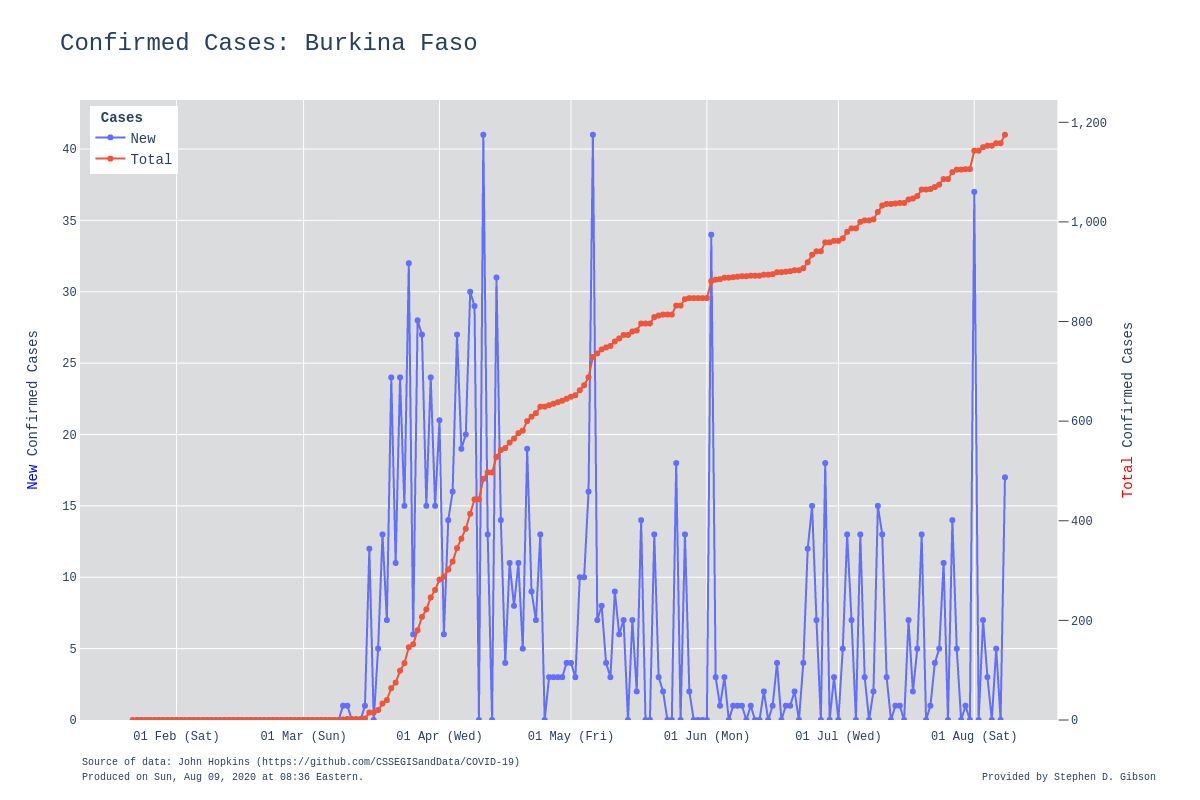 Confirmed Cases: Burkina Faso
Cases
New
Total
New Confirmed Cases
40
35
30
25
20
15
10
5
0
1,200
1,000
800
600
400
200
0
Total Confirmed Cases
01 Feb (Sat)
01 Mar (Sun)
01 Apr (Wed)
01 May (Fri)
01 Jun (Mon)
01 Jul (Wed)
01 Aug (Sat)
Source of data: John Hopkins (https://github.com/CSSEGISandData/COVID-19)
Produced on Sun, Aug 09, 2020 at 08:36 Eastern.
Provided by Stephen D. Gibson